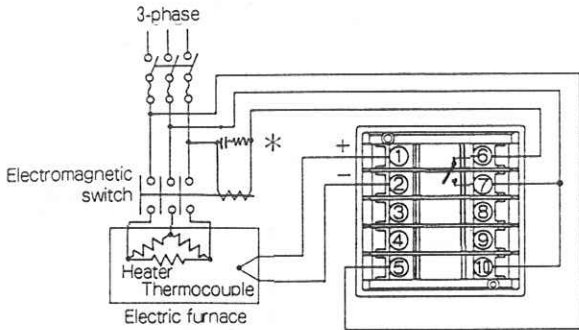 3-phase
*
+
① ⑥
Electromagnetic
switch
−
② ⑦
③ ⑧
④ ⑨
Heater
Thermocouple
⑤ ⑩
Electric furnace